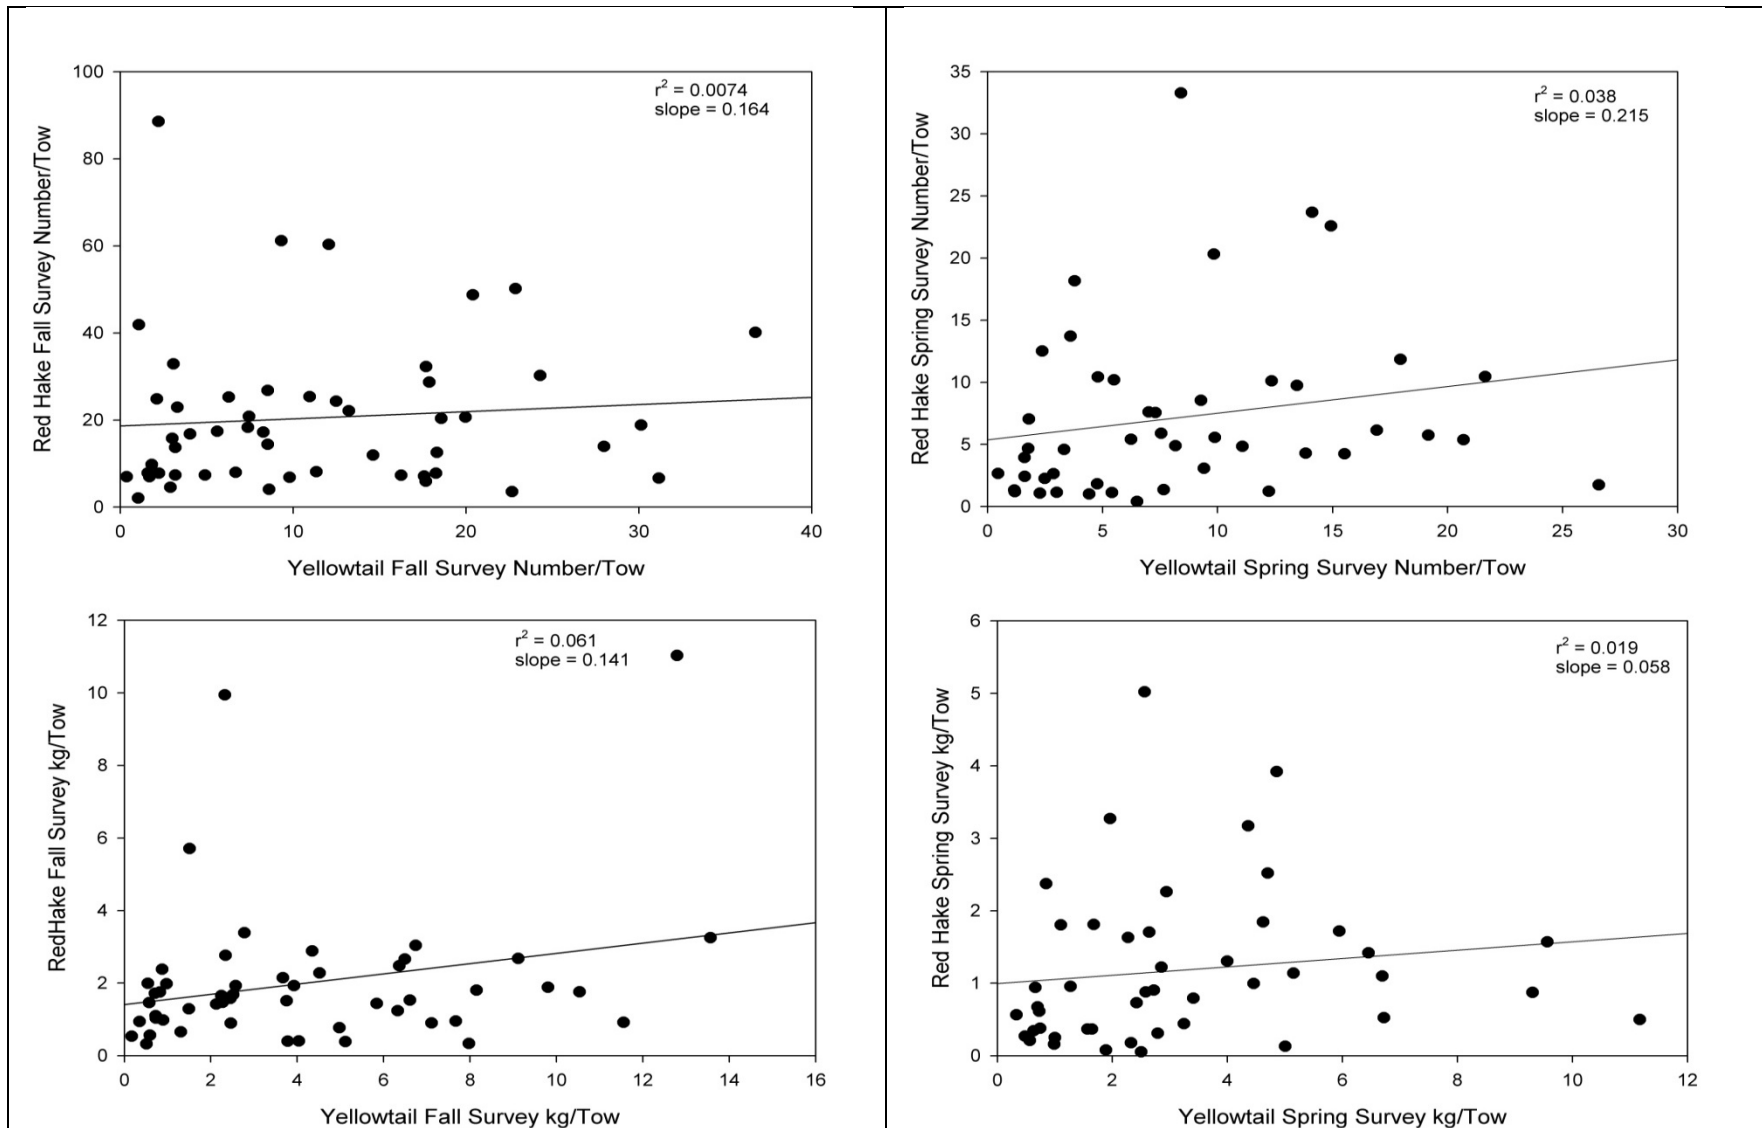 r² = 0.0074
slope = 0.164
Red Hake Fall Survey Number/Tow
100
80
60
40
20
0
0 10 20 30 40
Yellowtail Fall Survey Number/Tow
r² = 0.038
slope = 0.215
Red Hake Spring Survey Number/Tow
35
30
25
20
15
10
5
0
0 5 10 15 20 25 30
Yellowtail Spring Survey Number/Tow
r² = 0.061
slope = 0.141
RedHake Fall Survey kg/Tow
12
10
8
6
4
2
0
0 2 4 6 8 10 12 14 16
Yellowtail Fall Survey kg/Tow
r² = 0.019
slope = 0.058
Red Hake Spring Survey kg/Tow
6
5
4
3
2
1
0
0 2 4 6 8 10 12
Yellowtail Spring Survey kg/Tow